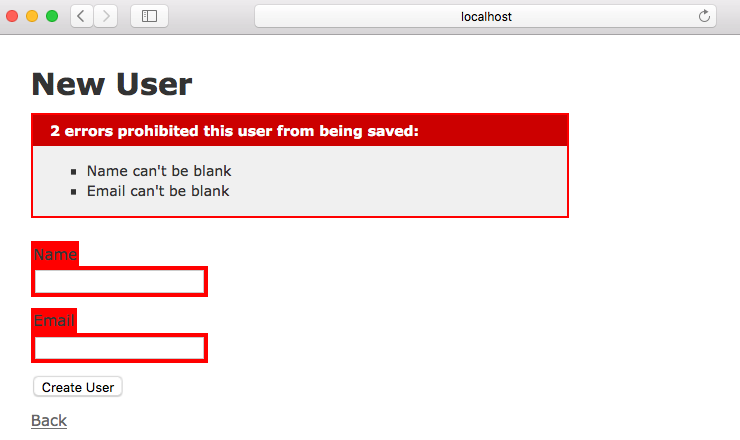 localhost
New User
2 errors prohibited this user from being saved:
Name can't be blank
Email can't be blank
Name
Email
Create User
Back